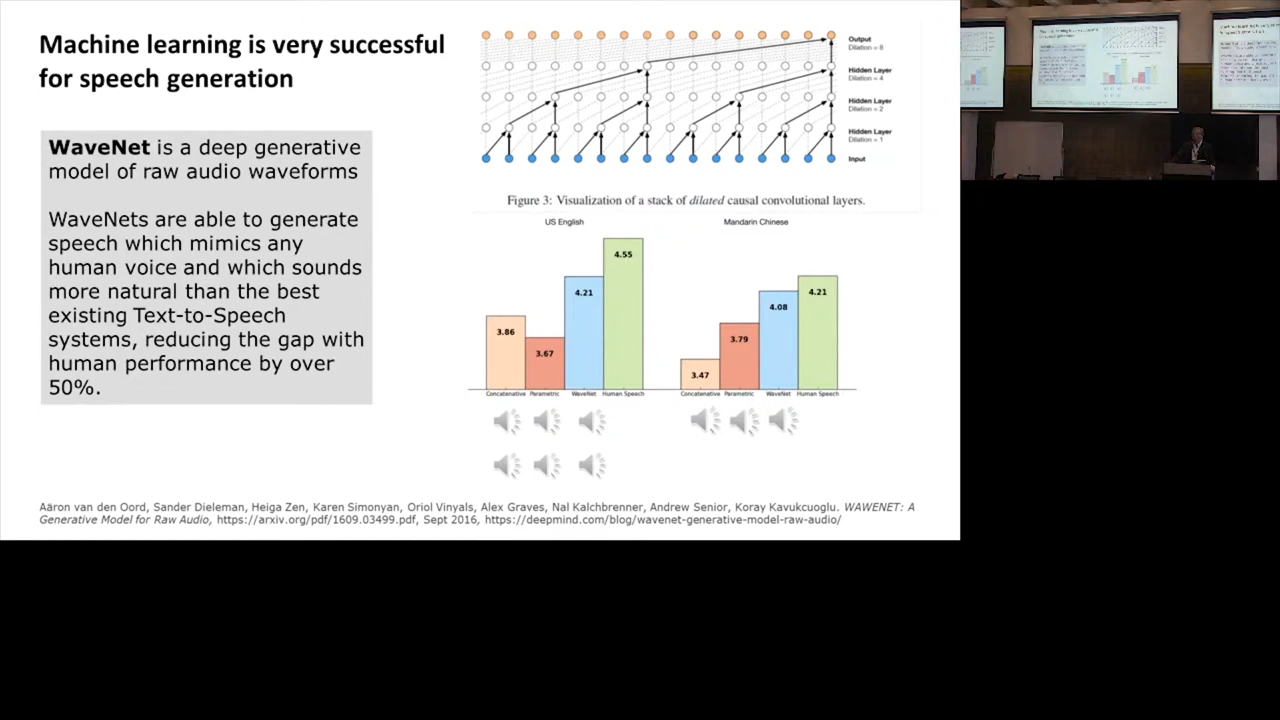 Machine learning is very successful
for speech generation
WaveNet is a deep generative
model of raw audio waveforms
WaveNets are able to generate
speech which mimics any
human voice and which sounds
more natural than the best
existing Text-to-Speech
systems, reducing the gap with
human performance by over
50%.
Output
Dilation = 8
Hidden Layer
Dilation = 4
Hidden Layer
Dilation = 2
Hidden Layer
Dilation = 1
Input
Figure 3: Visualization of a stack of dilated causal convolutional layers.
US English
4.55
4.21
3.86
3.67
Concatenative Parametric WaveNet Human Speech
Mandarin Chinese
4.21
4.08
3.79
3.47
Concatenative Parametric WaveNet Human Speech
Aäron van den Oord, Sander Dieleman, Heiga Zen, Karen Simonyan, Oriol Vinyals, Alex Graves, Nal Kalchbrenner, Andrew Senior, Koray Kavukcuoglu. WAWENET: A
Generative Model for Raw Audio, https://arxiv.org/pdf/1609.03499.pdf, Sept 2016, https://deepmind.com/blog/wavenet-generative-model-raw-audio/